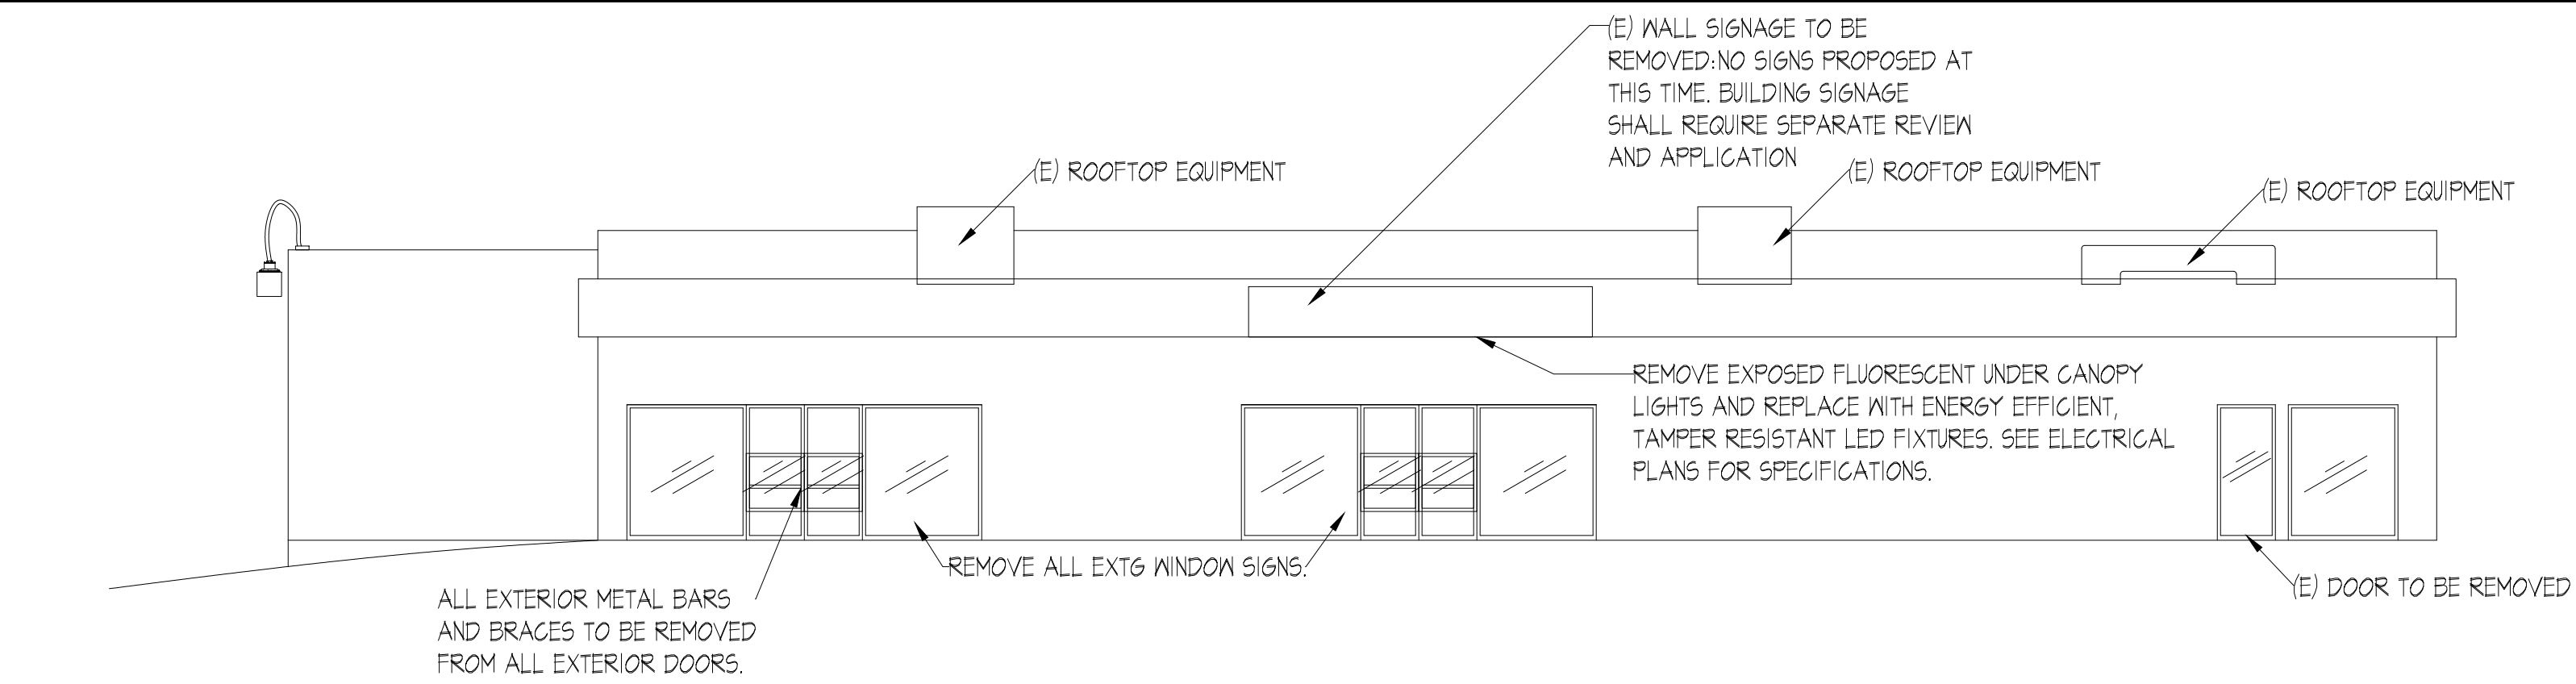 (E) WALL SIGNAGE TO BE
REMOVED:NO SIGNS PROPOSED AT
THIS TIME. BUILDING SIGNAGE
SHALL REQUIRE SEPARATE REVIEW
AND APPLICATION
(E) ROOFTOP EQUIPMENT
(E) ROOFTOP EQUIPMENT
(E) ROOFTOP EQUIPMENT
REMOVE EXPOSED FLUORESCENT UNDER CANOPY
LIGHTS AND REPLACE WITH ENERGY EFFICIENT,
TAMPER RESISTANT LED FIXTURES. SEE ELECTRICAL
PLANS FOR SPECIFICATIONS.
REMOVE ALL EXTG WINDOW SIGNS.
(E) DOOR TO BE REMOVED
ALL EXTERIOR METAL BARS
AND BRACES TO BE REMOVED
FROM ALL EXTERIOR DOORS.